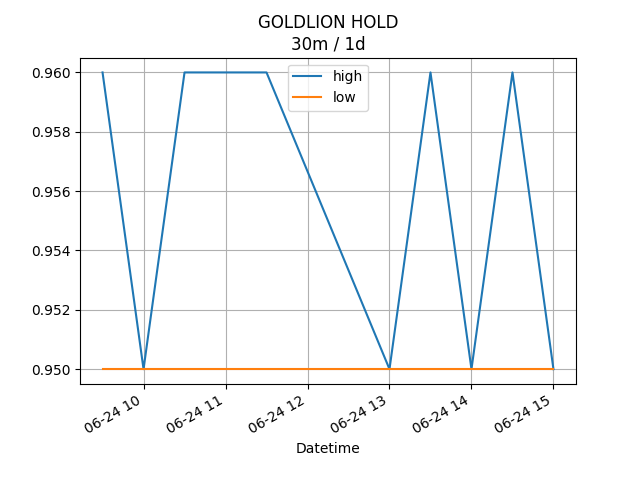 GOLDLION HOLD
30m / 1d
high
low
0.960
0.958
0.956
0.954
0.952
0.950
06-24 10
06-24 11
06-24 12
06-24 13
06-24 14
06-24 15
Datetime